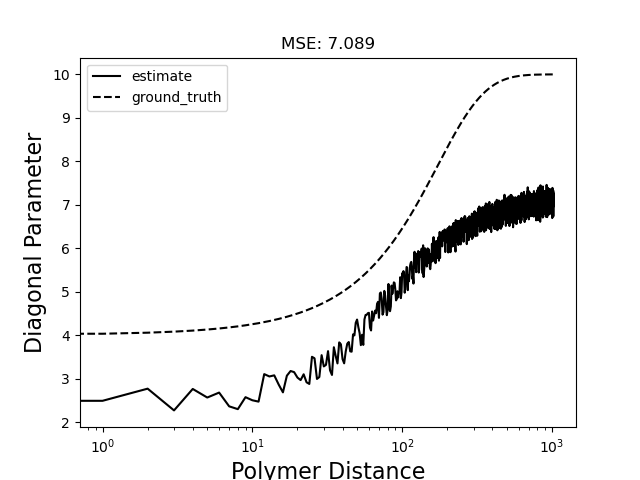 MSE: 7.089
estimate
ground_truth
Diagonal Parameter
10
9
8
7
6
5
4
3
2
10⁰
10¹
10²
10³
Polymer Distance